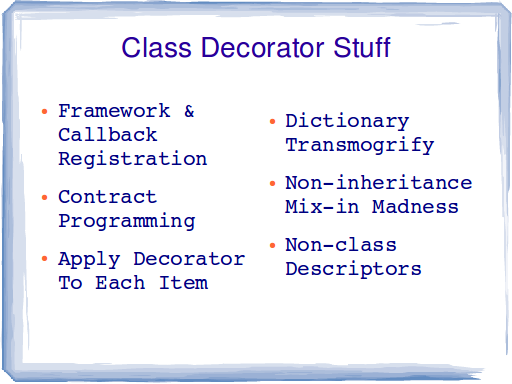 Class Decorator Stuff
• Framework &
Callback
Registration
• Contract
Programming
• Apply Decorator
To Each Item
• Dictionary
Transmogrify
• Non-inheritance
Mix-in Madness
• Non-class
Descriptors